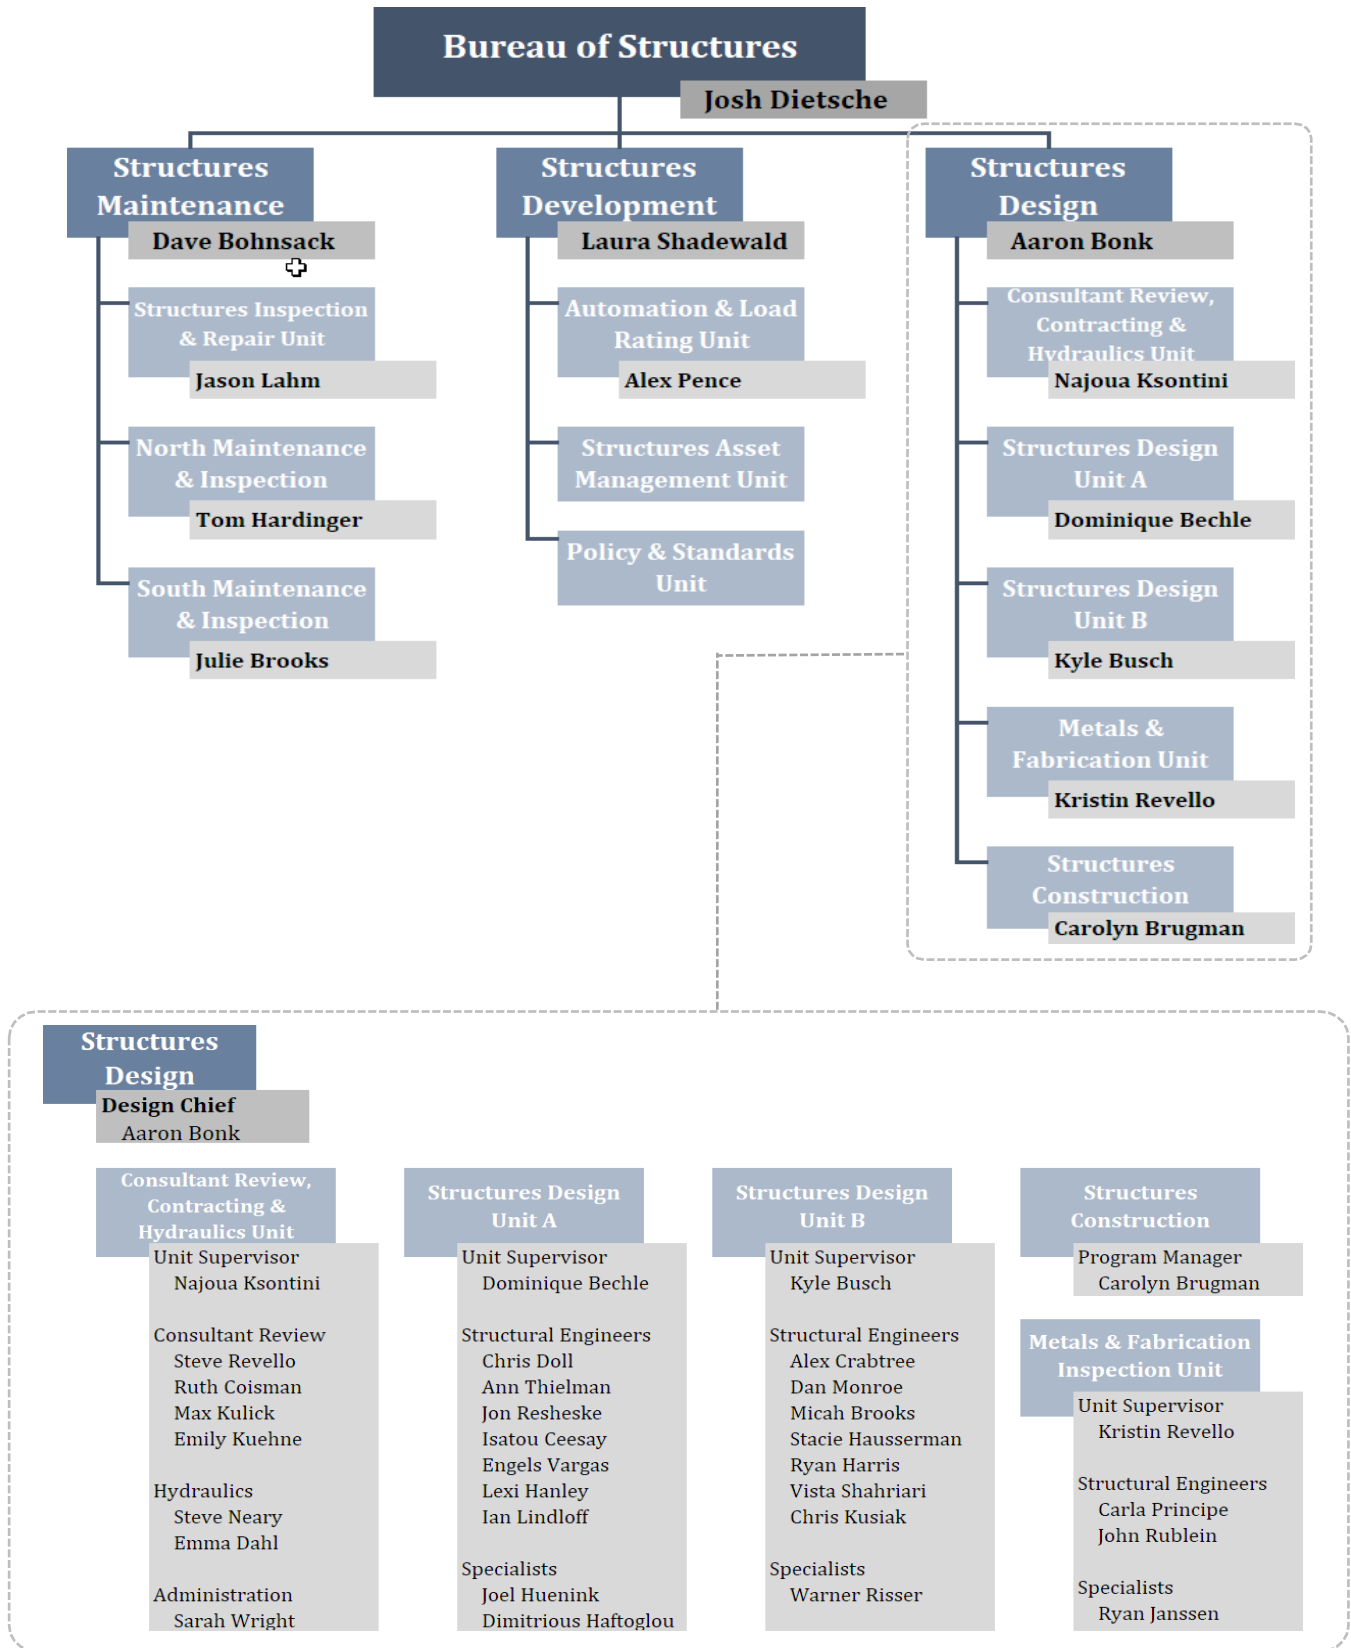 Bureau of Structures
Josh Dietsche
Structures
Maintenance
Dave Bohnsack
Structures Inspection
& Repair Unit
Jason Lahm
North Maintenance
& Inspection
Tom Hardinger
South Maintenance
& Inspection
Julie Brooks
Structures
Development
Laura Shadewald
Automation & Load
Rating Unit
Alex Pence
Structures Asset
Management Unit
Policy & Standards
Unit
Structures
Design
Aaron Bonk
Consultant Review,
Contracting &
Hydraulics Unit
Najoua Ksontini
Structures Design
Unit A
Dominique Bechle
Structures Design
Unit B
Kyle Busch
Metals &
Fabrication Unit
Kristin Revello
Structures
Construction
Carolyn Brugman
Structures
Design
Design Chief
Aaron Bonk
Consultant Review,
Contracting &
Hydraulics Unit
Unit Supervisor
Najoua Ksontini
Consultant Review
Steve Revello
Ruth Coisman
Max Kulick
Emily Kuehne
Hydraulics
Steve Neary
Emma Dahl
Administration
Sarah Wright
Structures Design
Unit A
Unit Supervisor
Dominique Bechle
Structural Engineers
Chris Doll
Ann Thielman
Jon Resheske
Isatou Ceesay
Engels Vargas
Lexi Hanley
Ian Lindloff
Specialists
Joel Huenink
Dimitrious Haftoglou
Structures Design
Unit B
Unit Supervisor
Kyle Busch
Structural Engineers
Alex Crabtree
Dan Monroe
Micah Brooks
Stacie Hausserman
Ryan Harris
Vista Shahriari
Chris Kusiak
Specialists
Warner Risser
Structures
Construction
Program Manager
Carolyn Brugman
Metals & Fabrication
Inspection Unit
Unit Supervisor
Kristin Revello
Structural Engineers
Carla Principe
John Rublein
Specialists
Ryan Janssen